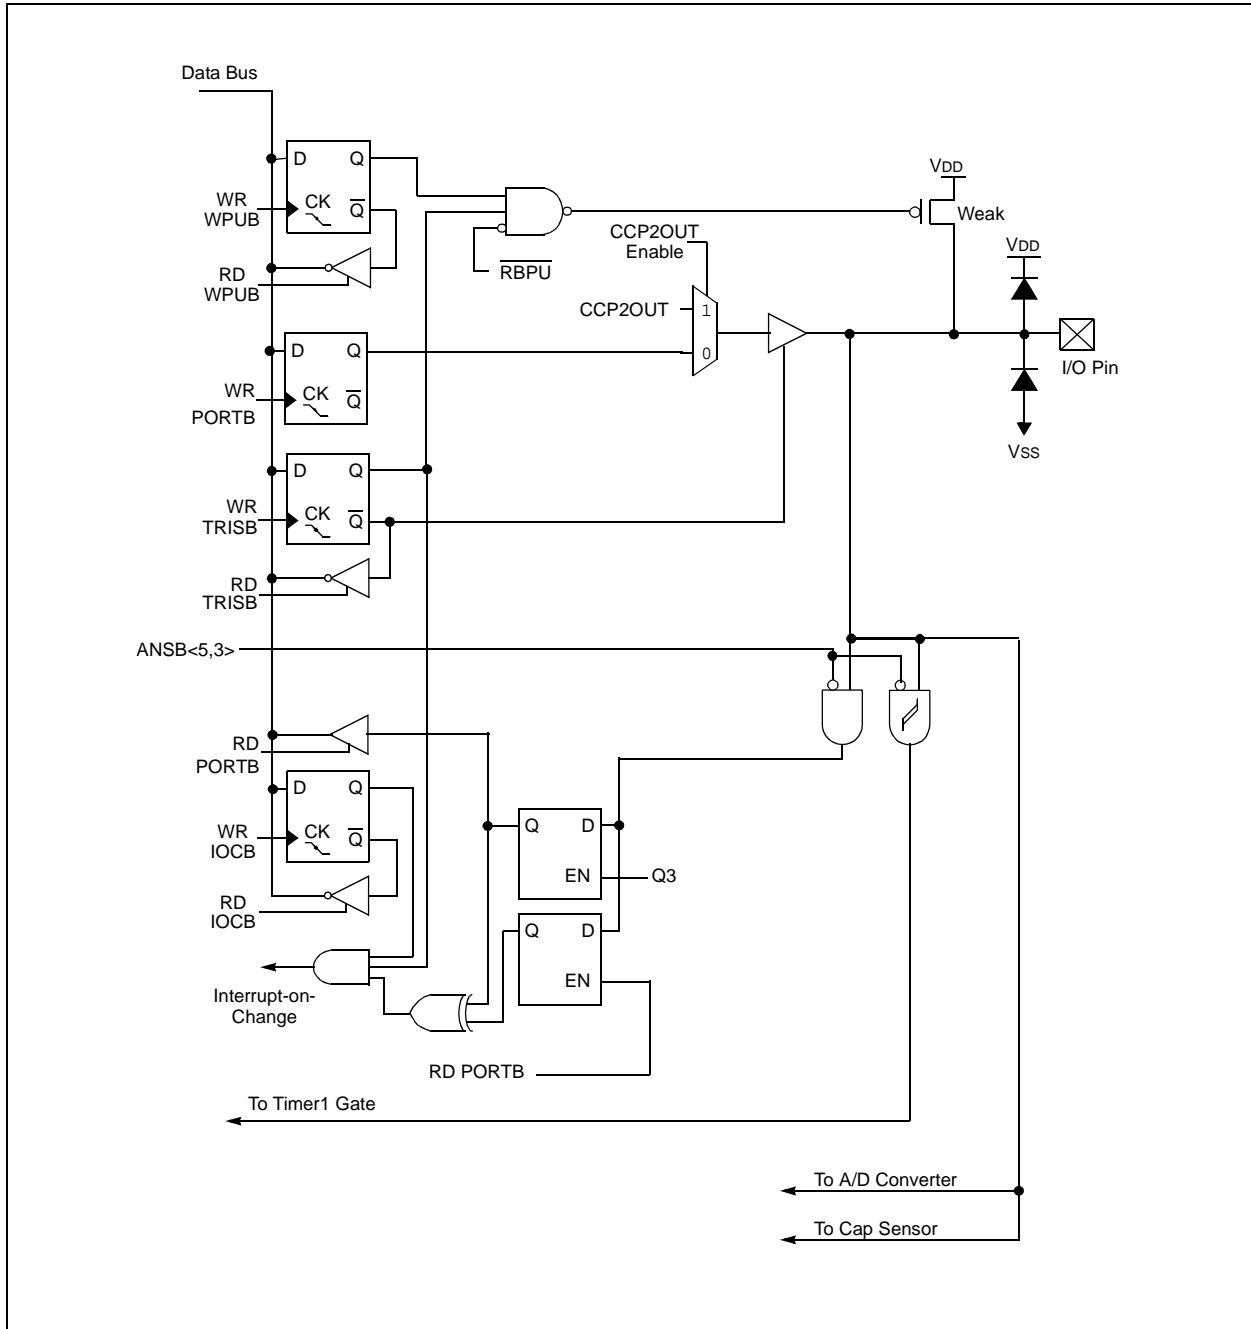 Data Bus
D Q
WR
WPUB
CK Q̅
RD
WPUB
R̅B̅P̅U̅
CCP2OUT
Enable
VDD
Weak
VDD
CCP2OUT
1
0
I/O Pin
VSS
D Q
WR
PORTB
CK Q̅
D Q
WR
TRISB
CK Q̅
RD
TRISB
ANSB<5,3>
RD
PORTB
D Q
WR
IOCB
CK Q̅
RD
IOCB
Q D
EN
Q3
Q D
EN
Interrupt-on-
Change
RD PORTB
To Timer1 Gate
To A/D Converter
To Cap Sensor